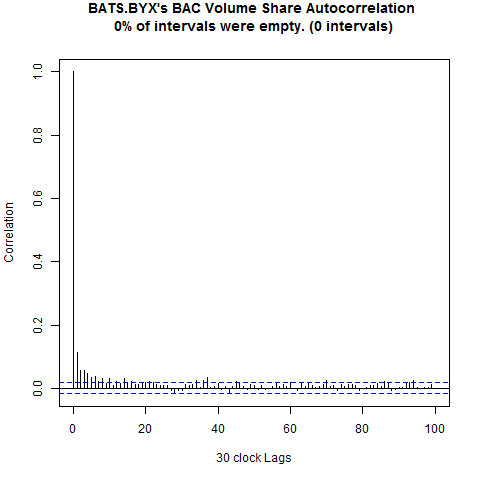 BATS.BYX's BAC Volume Share Autocorrelation
0% of intervals were empty. (0 intervals)
1.0
0.8
0.6
0.4
0.2
0.0
Correlation
0 20 40 60 80 100
30 clock Lags